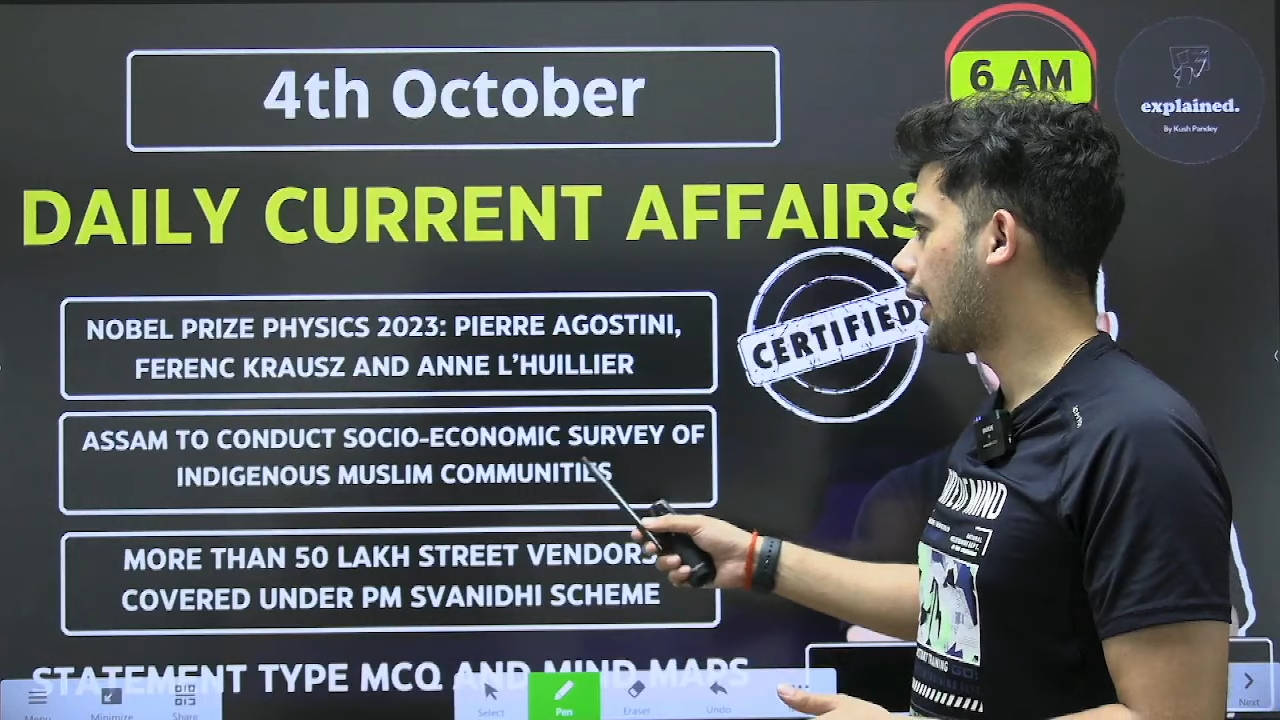 4th October
6 AM
explained.
By Kush Pandey
DAILY CURRENT AFFAIRS
CERTIFIED
NOBEL PRIZE PHYSICS 2023: PIERRE AGOSTINI,
FERENC KRAUSZ AND ANNE L'HUILLIER
ASSAM TO CONDUCT SOCIO-ECONOMIC SURVEY OF
INDIGENOUS MUSLIM COMMUNITIES
MORE THAN 50 LAKH STREET VENDORS
COVERED UNDER PM SVANIDHI SCHEME
STATEMENT TYPE MCQ AND MIND MAPS
MIND
Menu
Minimize
Share
Select
Pen
Eraser
Undo
Next